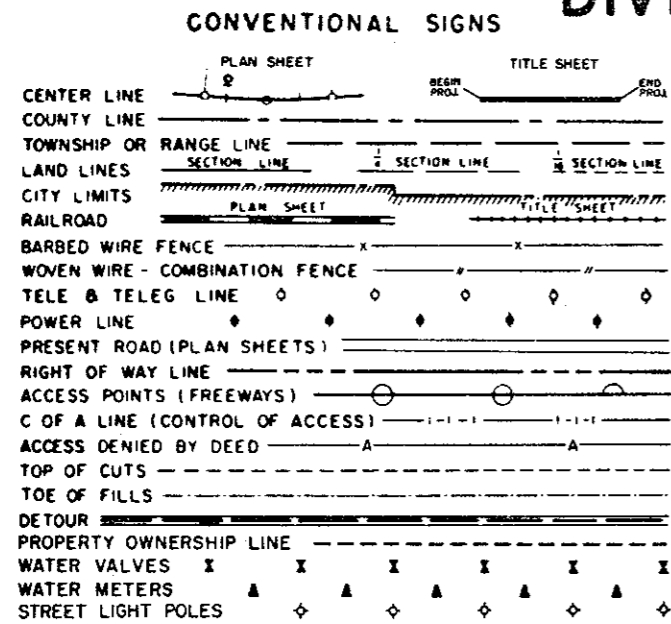 CONVENTIONAL SIGNS
PLAN SHEET
TITLE SHEET
CENTER LINE
BEGIN PROJ.
END PROJ.
COUNTY LINE
TOWNSHIP OR RANGE LINE
LAND LINES SECTION LINE 1/4 SECTION LINE 1/16 SECTION LINE
CITY LIMITS
RAILROAD PLAN SHEET TITLE SHEET
BARBED WIRE FENCE x x
WOVEN WIRE - COMBINATION FENCE // //
TELE & TELEG LINE
POWER LINE
PRESENT ROAD (PLAN SHEETS)
RIGHT OF WAY LINE
ACCESS POINTS (FREEWAYS)
C OF A LINE (CONTROL OF ACCESS)
ACCESS DENIED BY DEED A A
TOP OF CUTS
TOE OF FILLS
DETOUR
PROPERTY OWNERSHIP LINE
WATER VALVES
WATER METERS
STREET LIGHT POLES